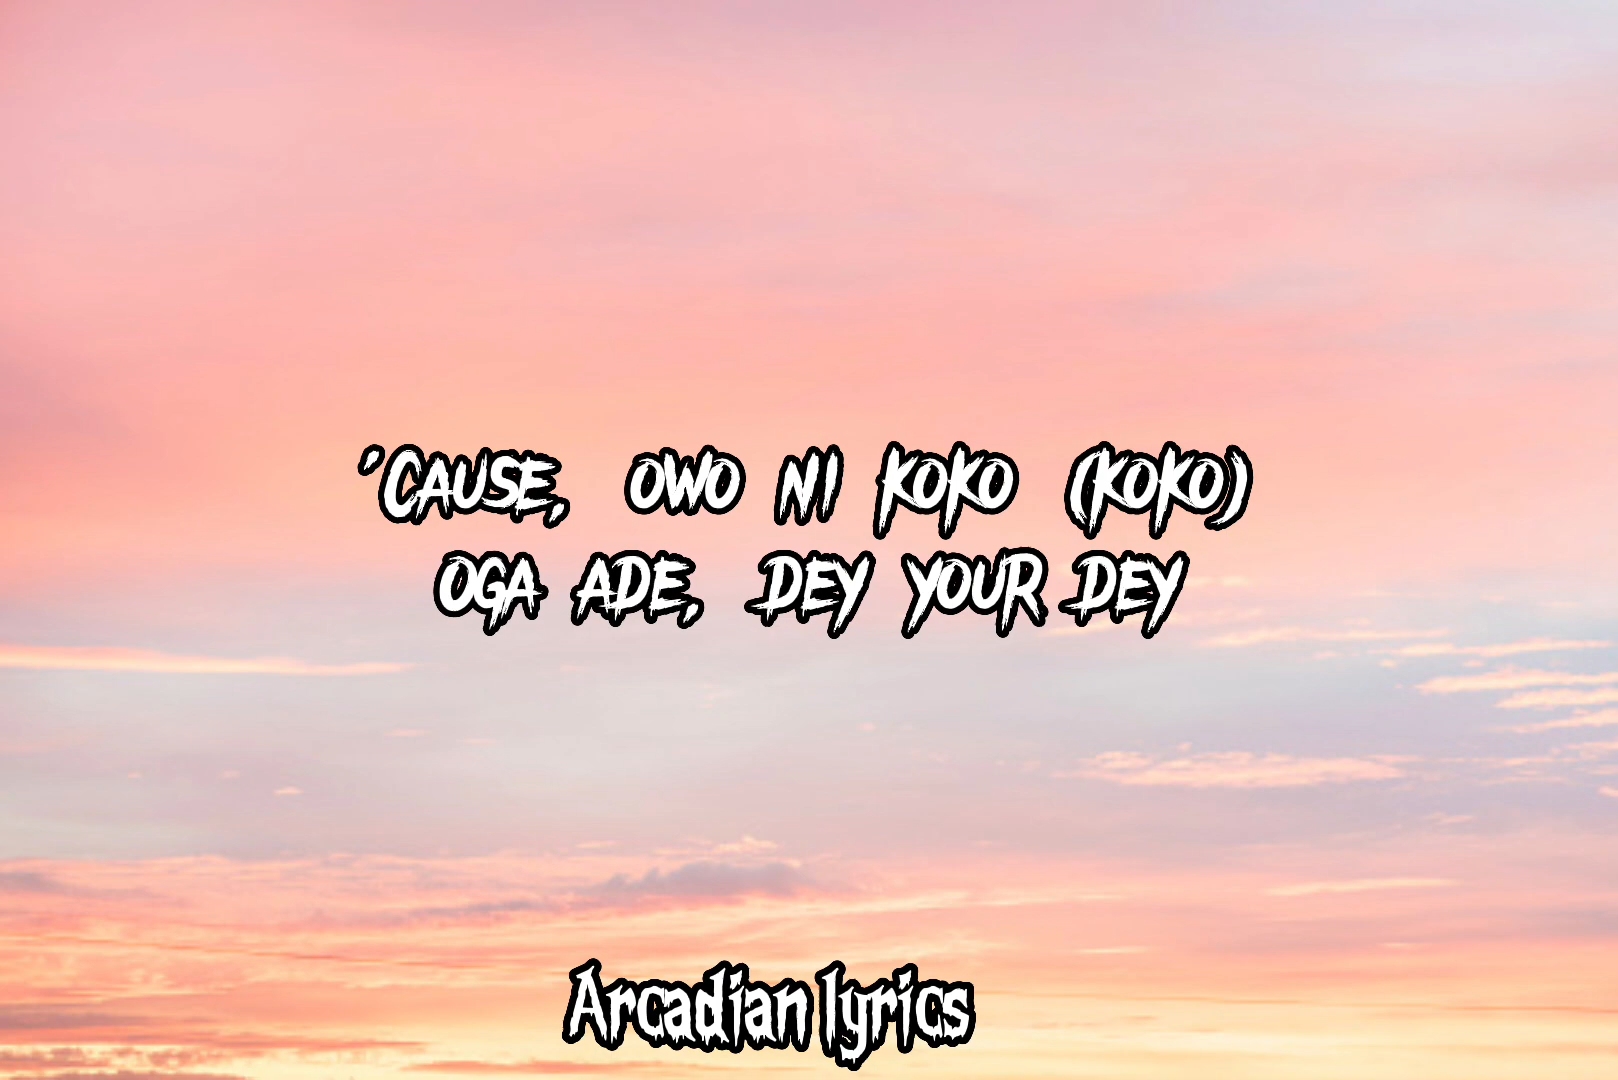 'CAUSE, OWO NI KOKO (KOKO)
OGA ADE, DEY YOUR DEY
Arcadian lyrics